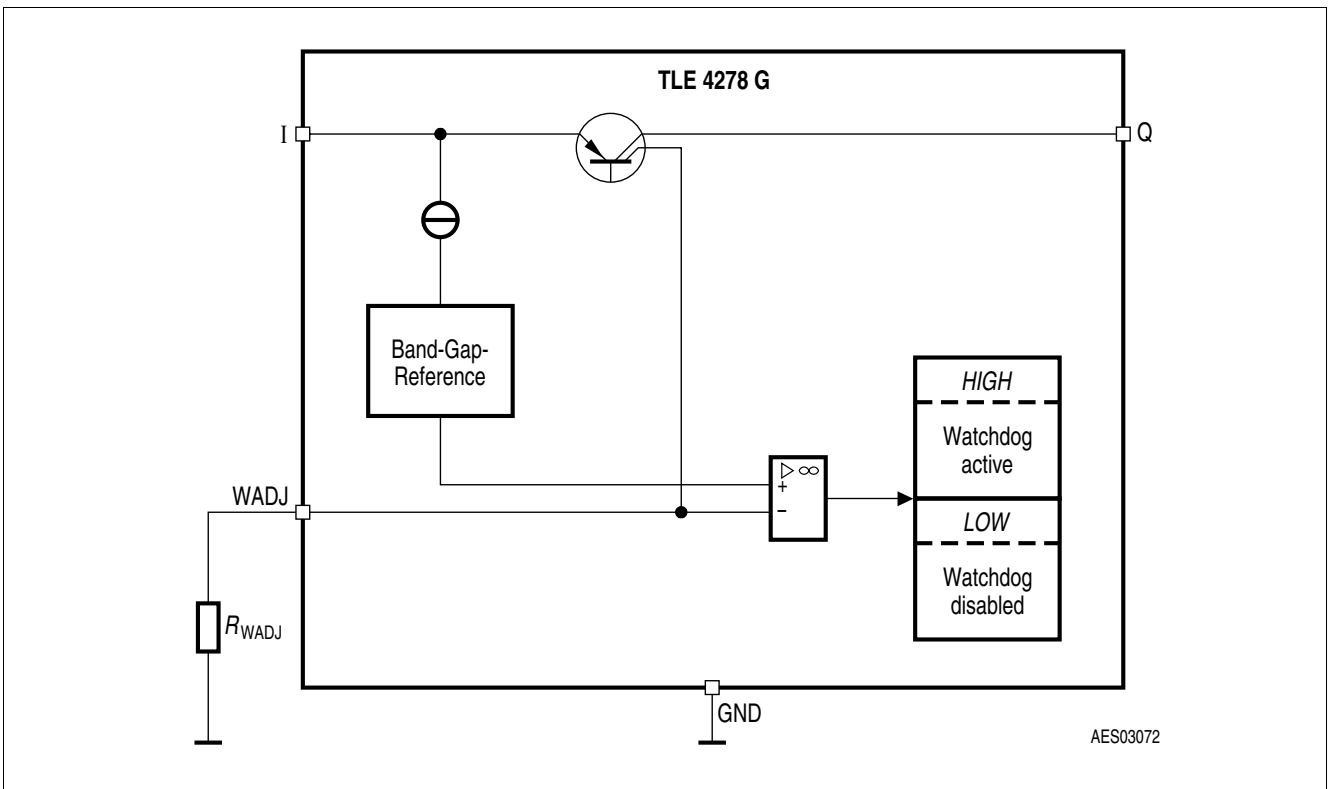 TLE 4278 G
I
Q
Band-Gap-
Reference
HIGH
Watchdog
active
▷ ∞
+
−
WADJ
LOW
Watchdog
disabled
RWADJ
GND
AES03072